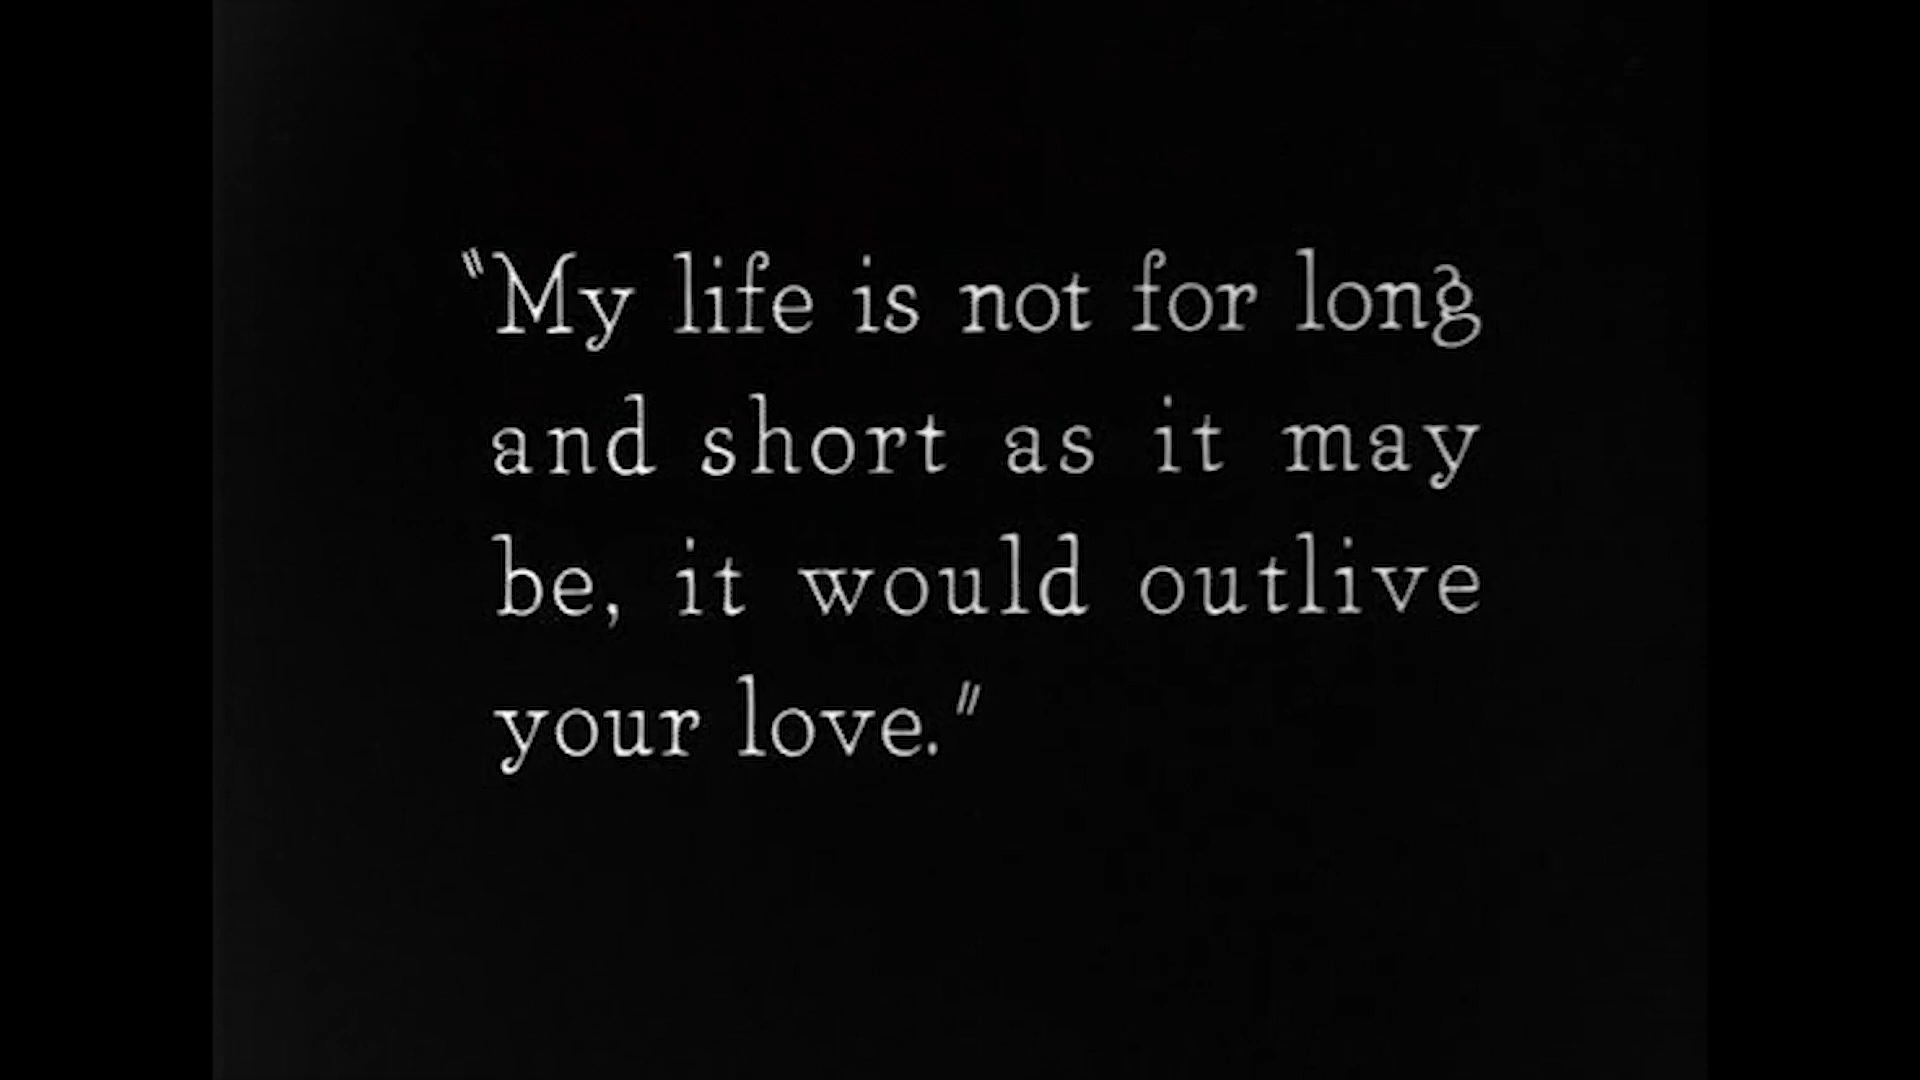 "My life is not for long
and short as it may
be, it would outlive
your love."